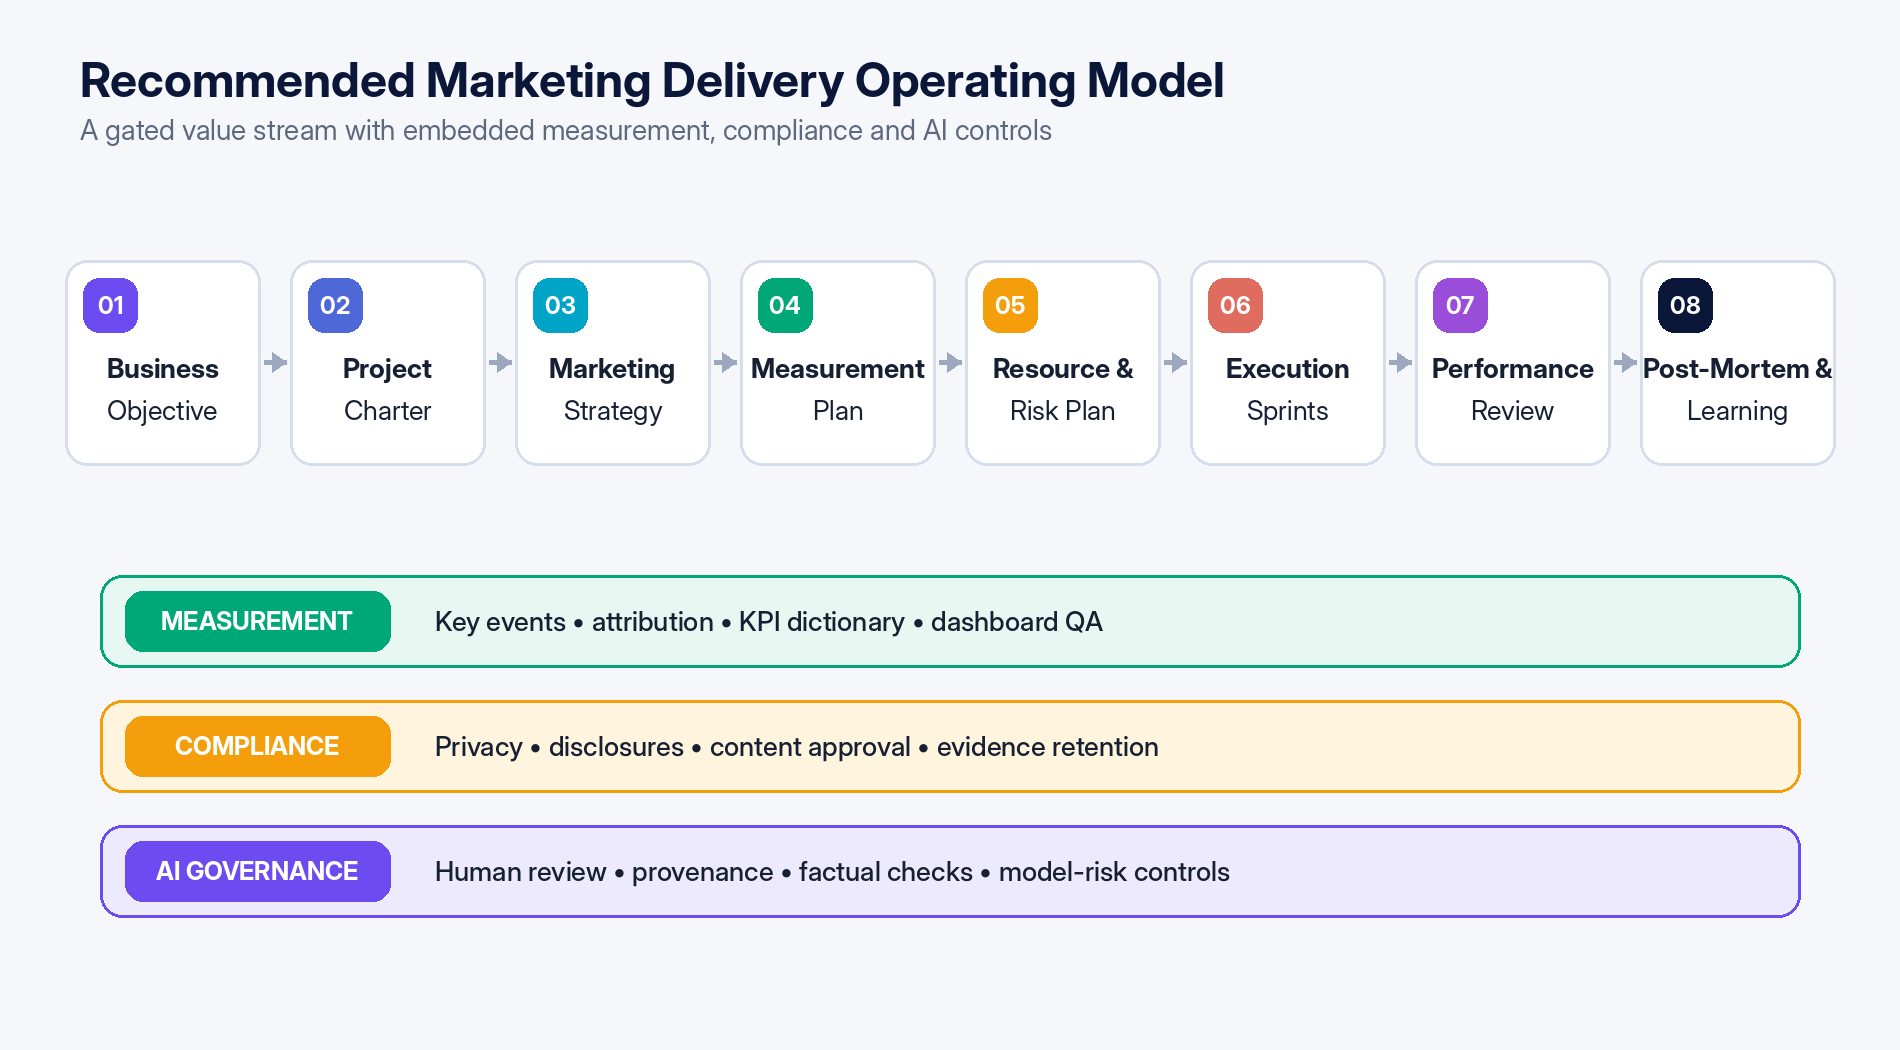 Recommended Marketing Delivery Operating Model
A gated value stream with embedded measurement, compliance and AI controls
01
Business
Objective
02
Project
Charter
03
Marketing
Strategy
04
Measurement
Plan
05
Resource &
Risk Plan
06
Execution
Sprints
07
Performance
Review
08
Post-Mortem &
Learning
MEASUREMENT
Key events • attribution • KPI dictionary • dashboard QA
COMPLIANCE
Privacy • disclosures • content approval • evidence retention
AI GOVERNANCE
Human review • provenance • factual checks • model-risk controls